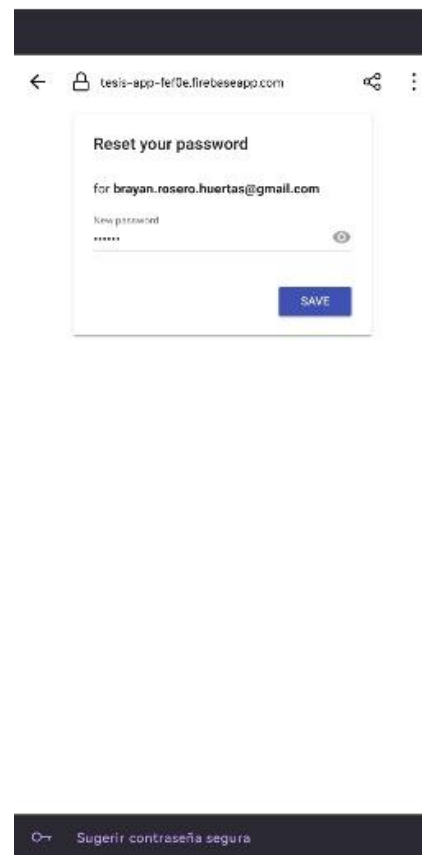 tesis-app-fef0e.firebaseapp.com
Reset your password
for brayan.rosero.huertas@gmail.com
New password
••••••
SAVE
Sugerir contraseña segura